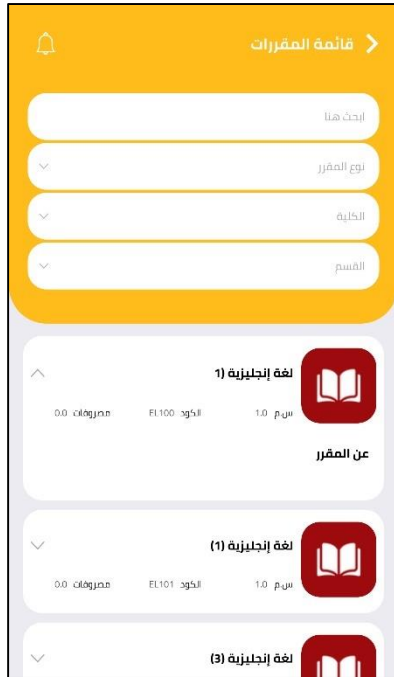 قائمة المقررات
ابحث هنا
نوع المقرر
الكلية
القسم
لغة إنجليزية (1
س.م 1.0 الكود EL100 مصروفات 0.0
عن المقرر
لغة إنجليزية (1)
س.م 1.0 الكود EL101 مصروفات 0.0
لغة إنجليزية (3)